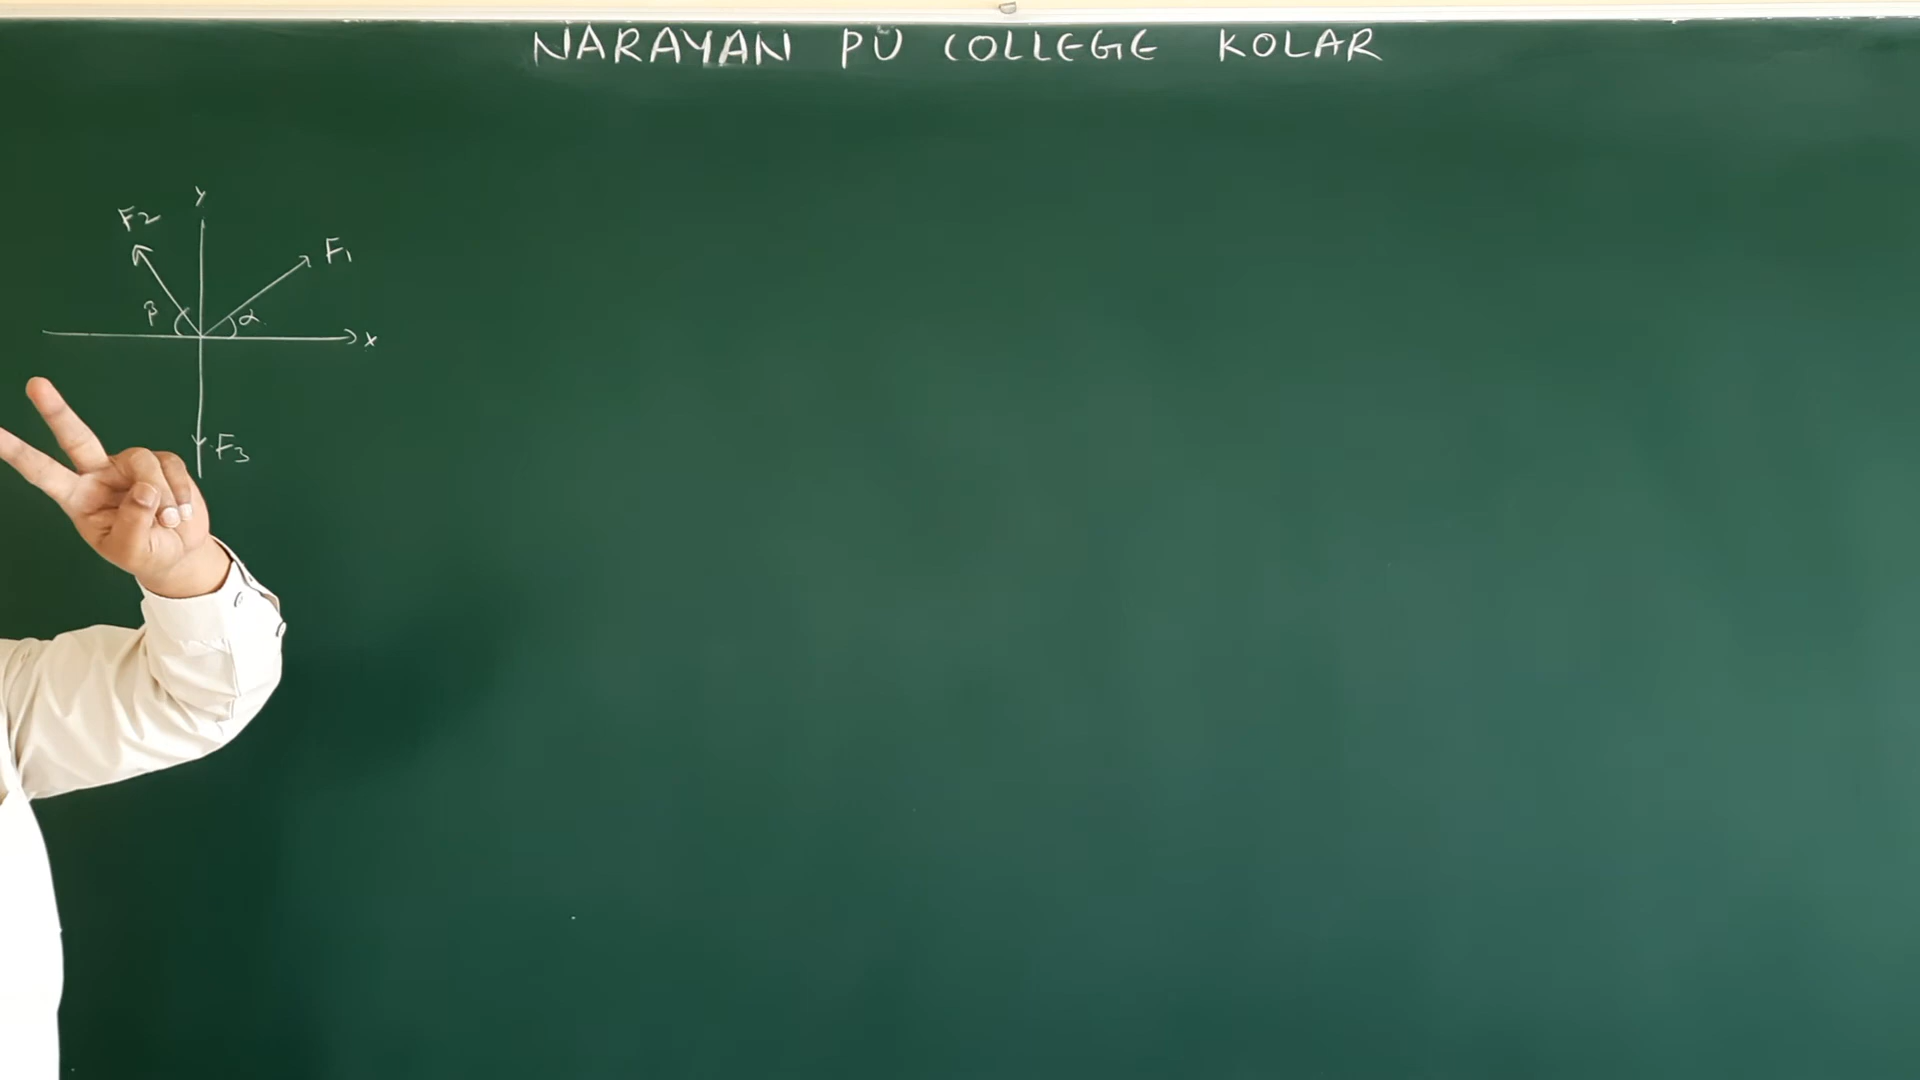 NARAYAN PU COLLEGE KOLAR
y
F2
F1
β
α
x
F3